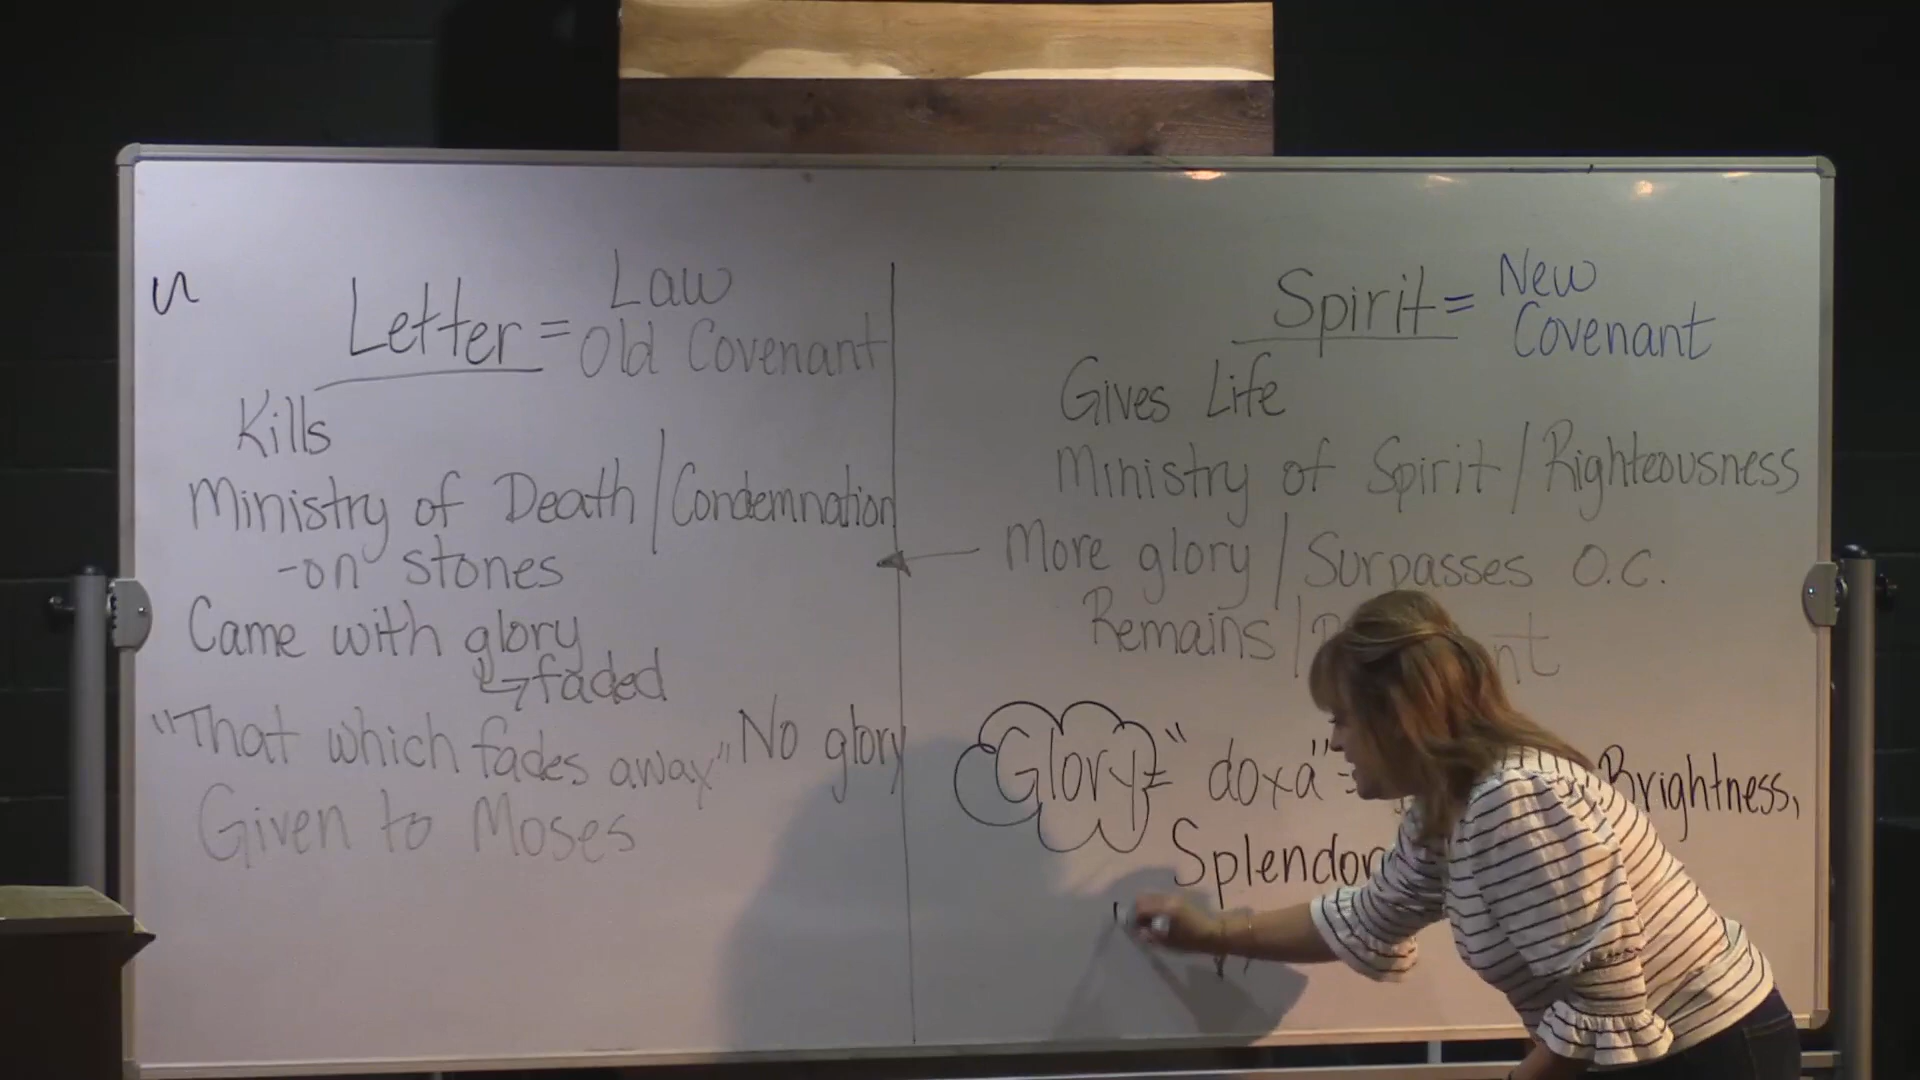 Letter = Law
Old Covenant
Kills
Ministry of Death / Condemnation
-on stones
Came with glory
↳ faded
"That which fades away" No glory
Given to Moses
Spirit = New
Covenant
Gives Life
Ministry of Spirit / Righteousness
More glory / Surpasses O.C.
Remains /
Glory = "doxa" = Brightness,
Splendor